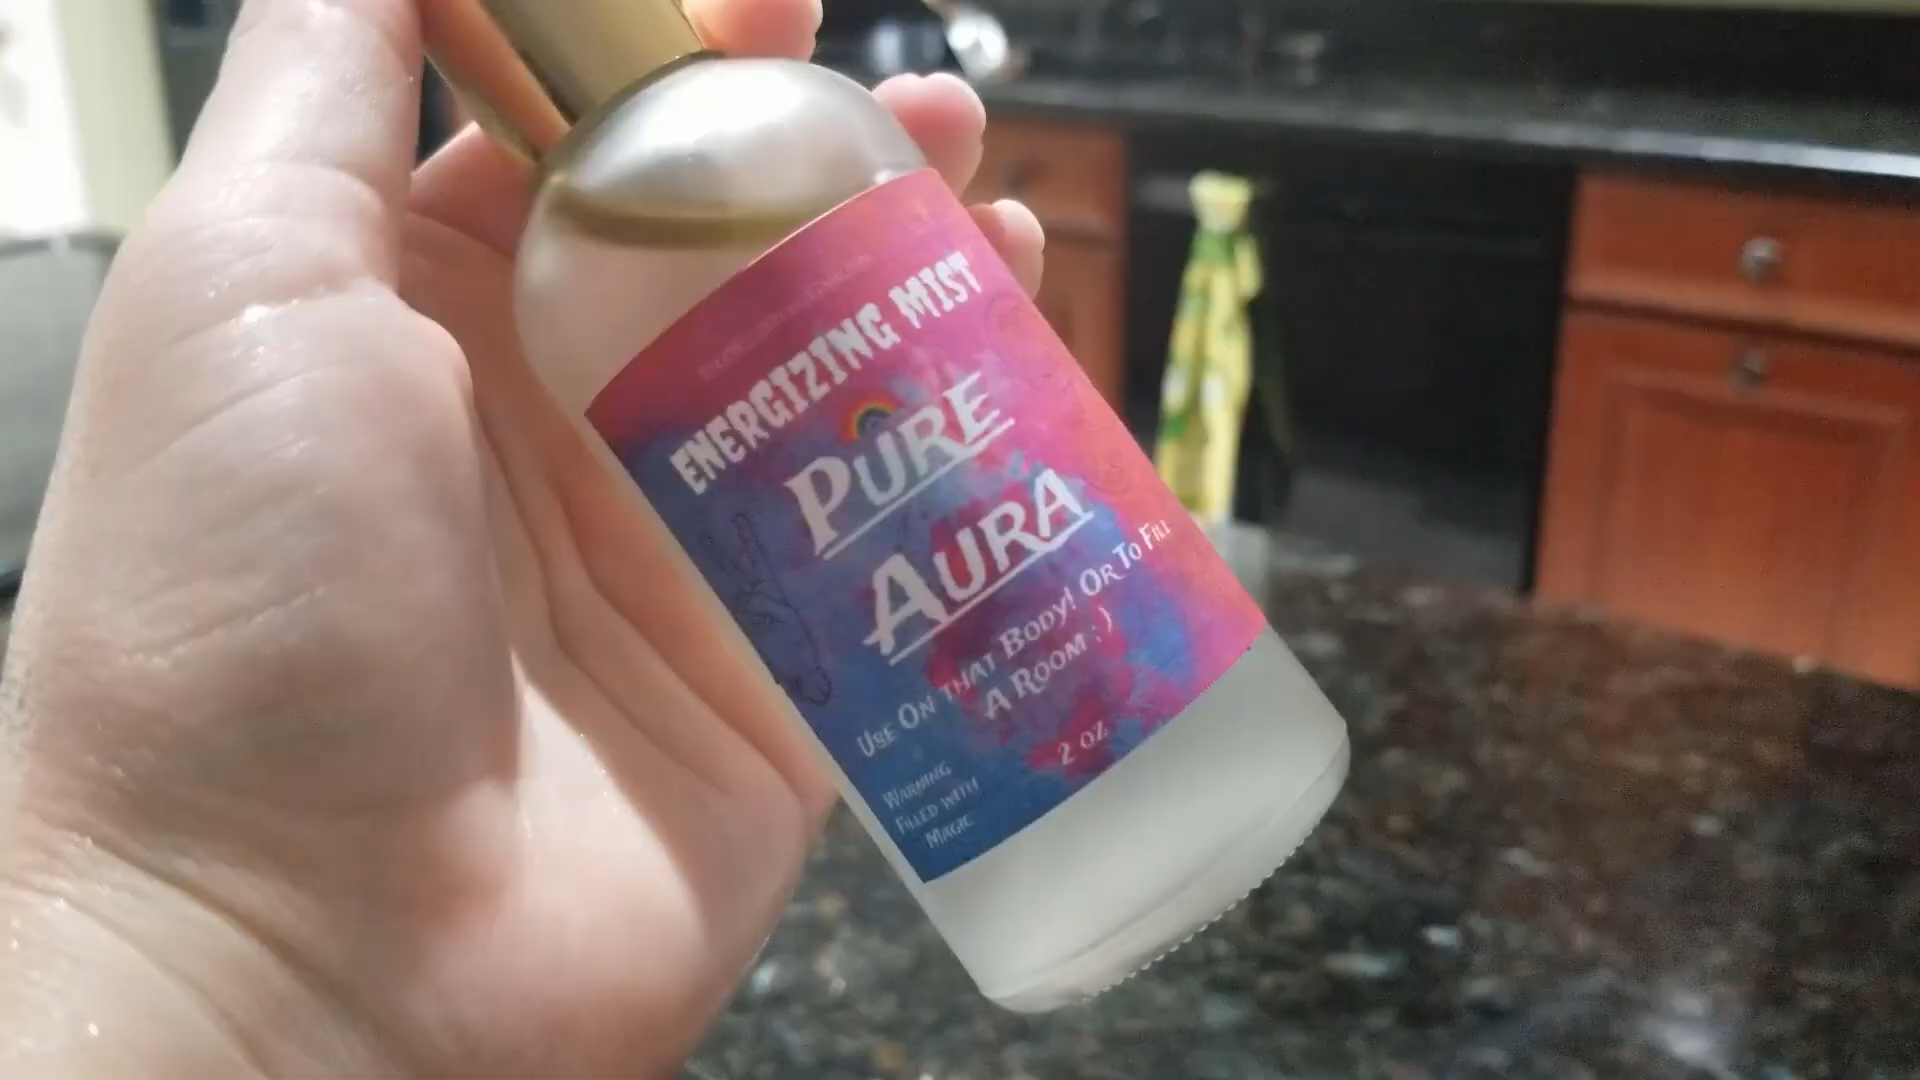 ENERGIZING MIST
PURE
AURA
USE ON THAT BODY! OR TO FILL
A ROOM :)
2 OZ
WARNING
FILLED WITH
MAGIC